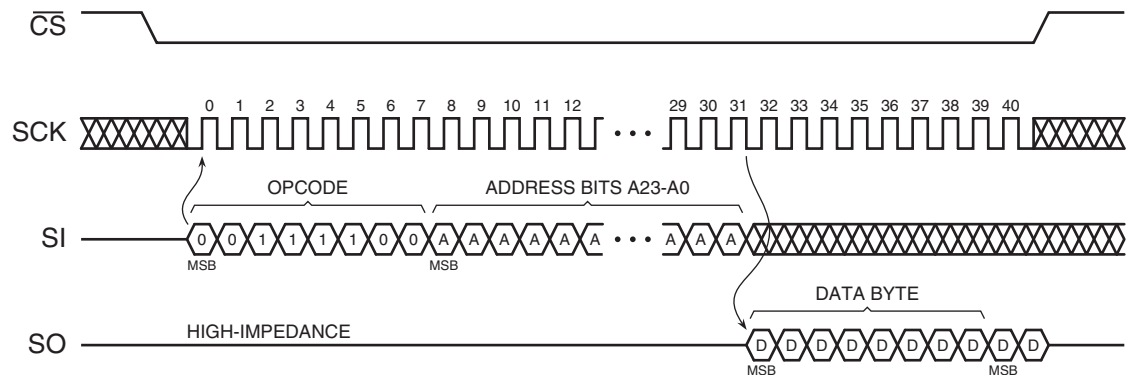 CS
0 1 2 3 4 5 6 7 8 9 10 11 12 29 30 31 32 33 34 35 36 37 38 39 40
SCK
OPCODE ADDRESS BITS A23-A0
SI 0 0 1 1 1 1 0 0 A A A A A A A A A
MSB MSB
DATA BYTE
HIGH-IMPEDANCE
SO D D D D D D D D D D
MSB MSB